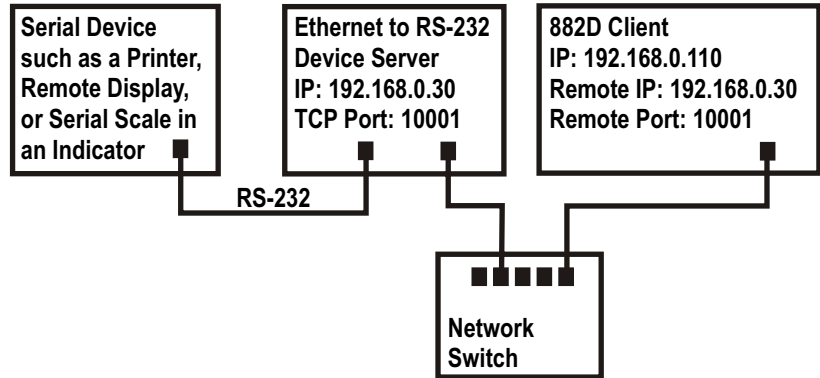 Serial Device
such as a Printer,
Remote Display,
or Serial Scale in
an Indicator
Ethernet to RS-232
Device Server
IP: 192.168.0.30
TCP Port: 10001
882D Client
IP: 192.168.0.110
Remote IP: 192.168.0.30
Remote Port: 10001
RS-232
Network
Switch